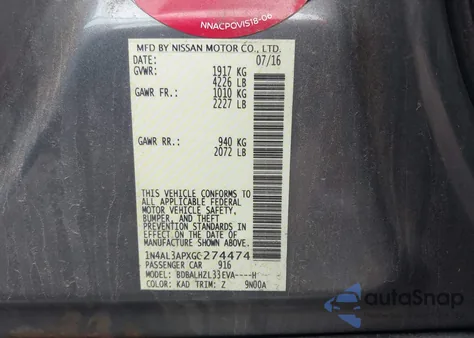 NNACPOVIS18-06
MFD BY NISSAN MOTOR CO., LTD.
DATE: 07/16
GVWR: 1917 KG
4226 LB
GAWR FR.: 1010 KG
2227 LB
GAWR RR.: 940 KG
2072 LB
THIS VEHICLE CONFORMS TO
ALL APPLICABLE FEDERAL
MOTOR VEHICLE SAFETY,
BUMPER, AND THEFT
PREVENTION STANDARDS
IN EFFECT ON THE DATE OF
MANUFACTURE SHOWN ABOVE.
1N4AL3APXGC274474
PASSENGER CAR 916
MODEL: BDBALHZL33EVA----H
COLOR: KAD TRIM: Z 9N00A
autoSnap